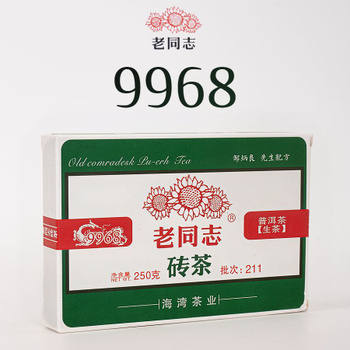 老同志
9968
Old comradesk Pu-erh Tea
邹炳良 先生配方
9968
老同志®
普洱茶
【生茶】
砖茶
净含量
NET WT. 250克
批次: 211
海湾茶业